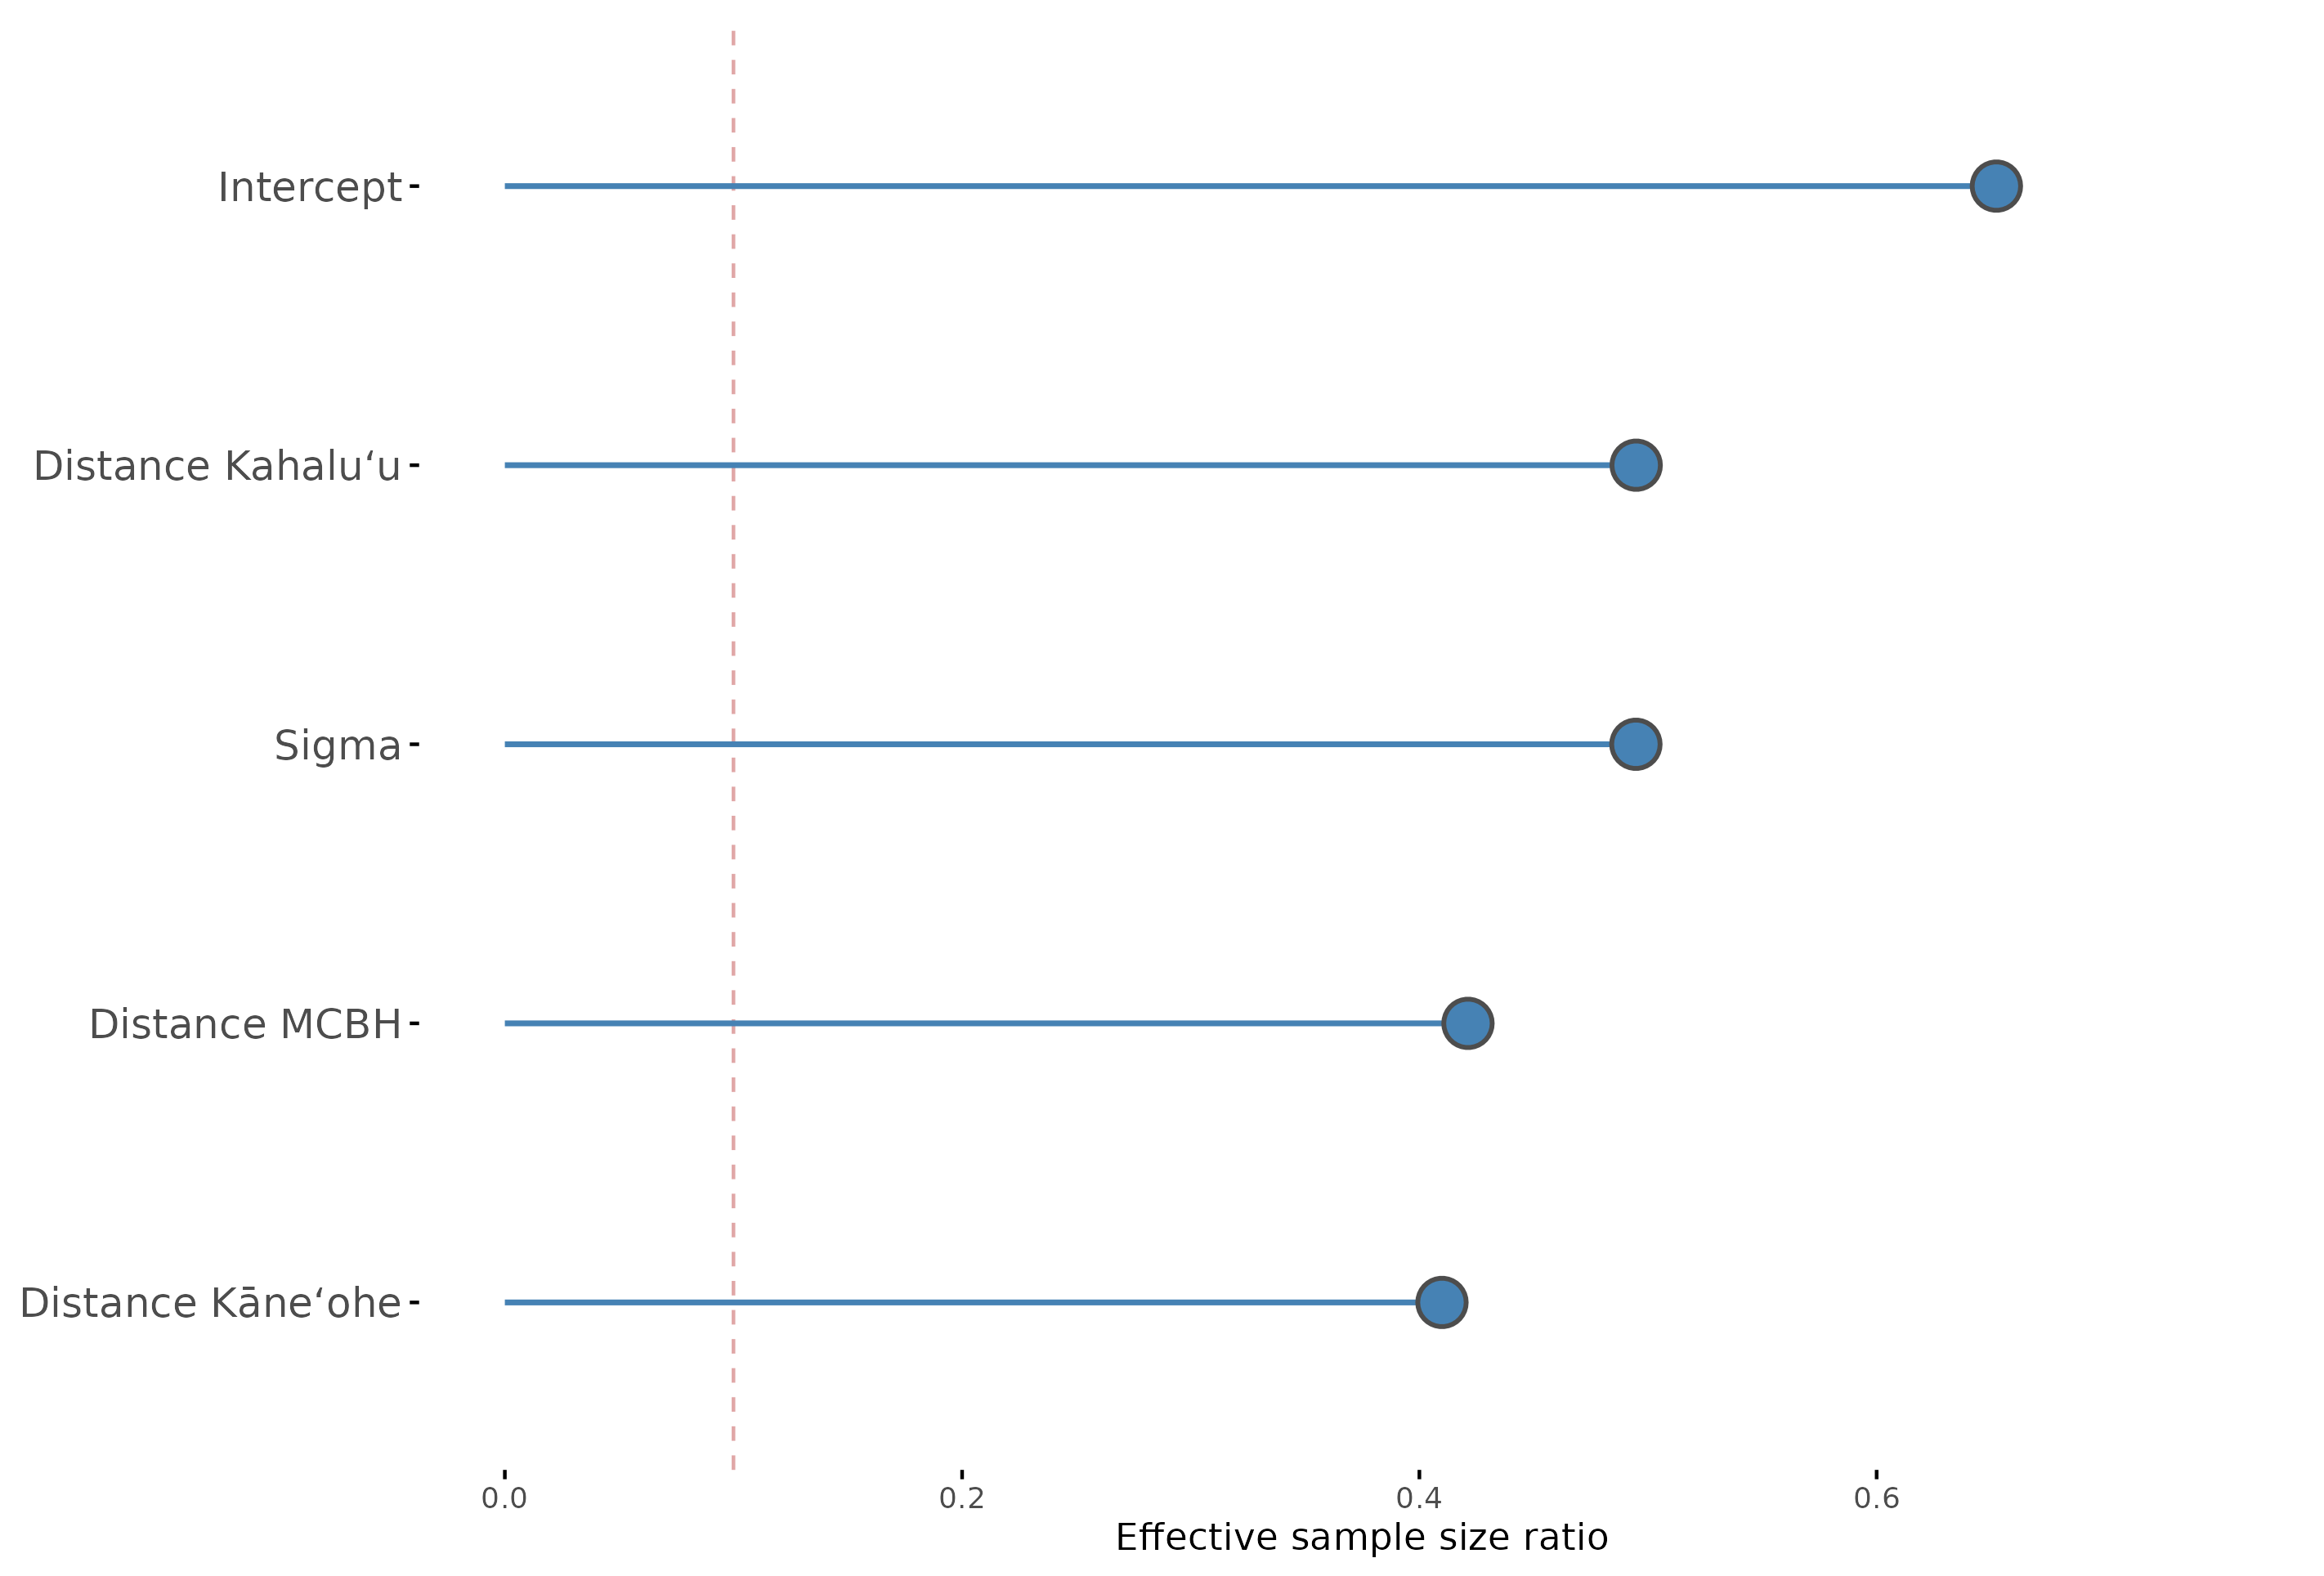 Intercept
Distance Kahaluʻu
Sigma
Distance MCBH
Distance Kāneʻohe
0.0 0.2 0.4 0.6
Effective sample size ratio